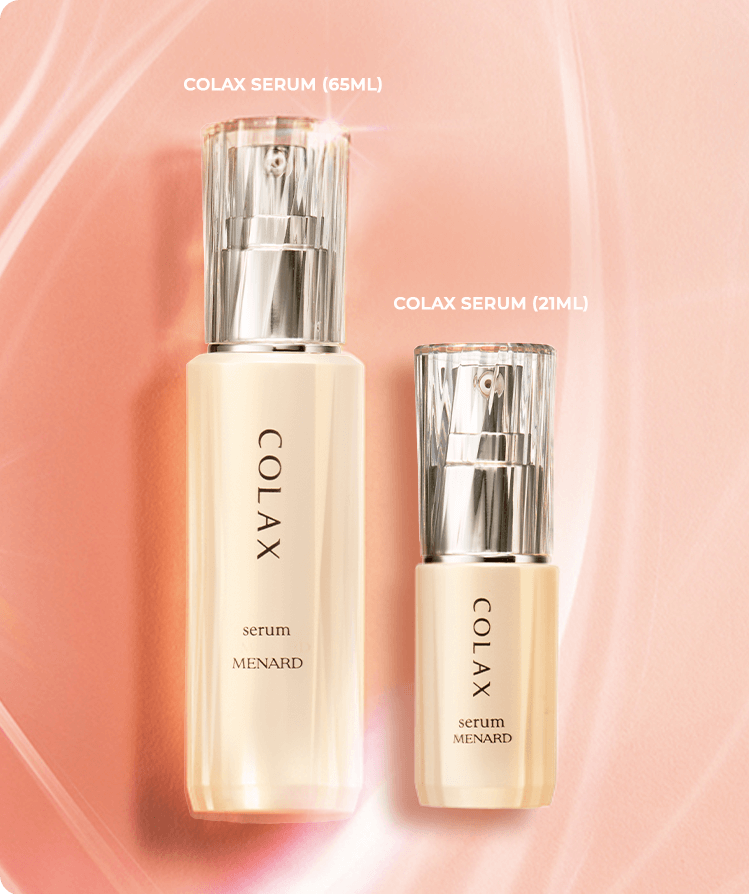 COLAX SERUM (65ML)
COLAX SERUM (21ML)
COLAX
serum
MENARD
COLAX
serum
MENARD